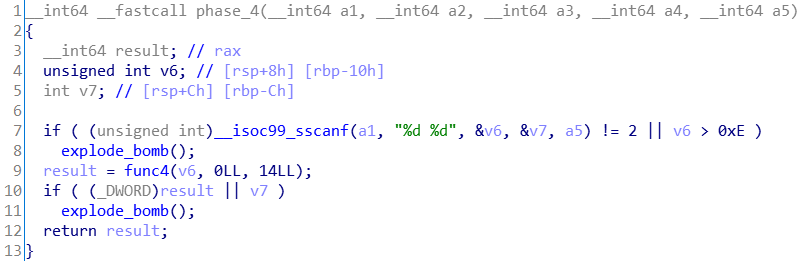 1 __int64 __fastcall phase_4(__int64 a1, __int64 a2, __int64 a3, __int64 a4, __int64 a5)
2 {
3   __int64 result; // rax
4   unsigned int v6; // [rsp+8h] [rbp-10h]
5   int v7; // [rsp+Ch] [rbp-Ch]
6
7   if ( (unsigned int)__isoc99_sscanf(a1, "%d %d", &v6, &v7, a5) != 2 || v6 > 0xE )
8     explode_bomb();
9   result = func4(v6, 0LL, 14LL);
10   if ( (_DWORD)result || v7 )
11     explode_bomb();
12   return result;
13 }